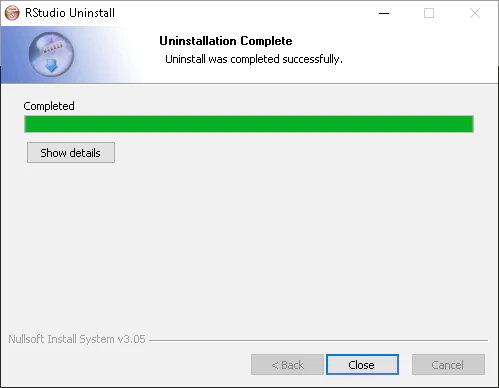 RStudio Uninstall
Uninstallation Complete
Uninstall was completed successfully.
Completed
Show details
Nullsoft Install System v3.05
< Back
Close
Cancel